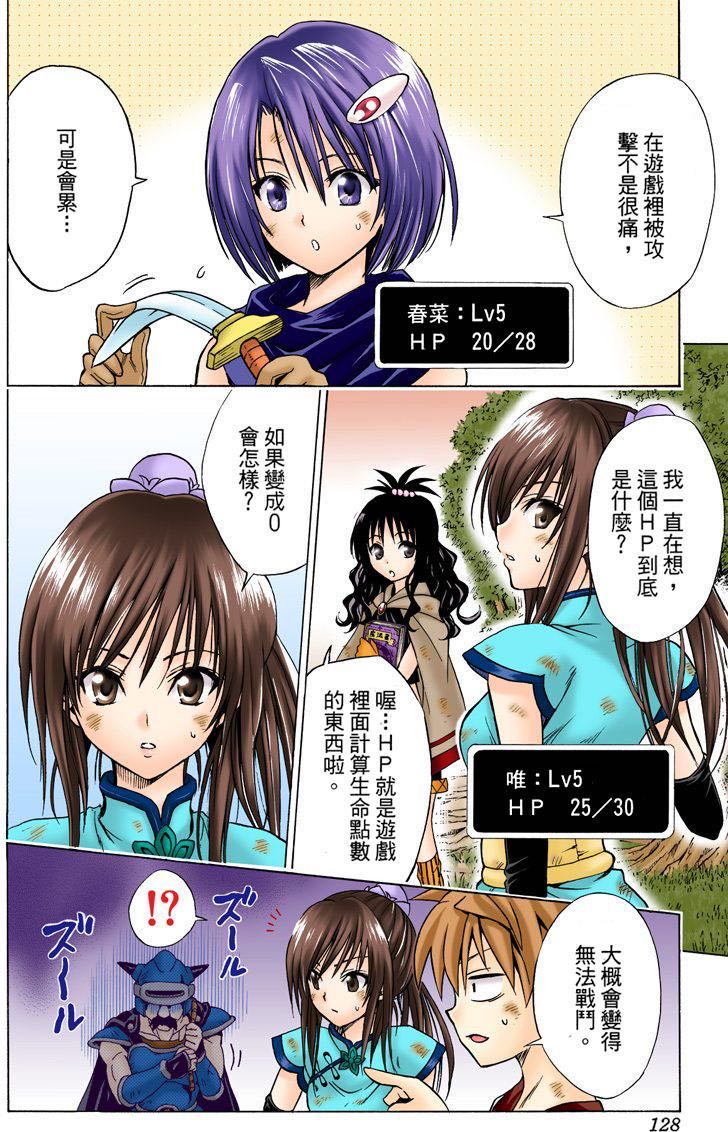 在遊戲裡被攻
擊不是很痛，
可是會累⋯
春菜：Lv5
ＨＰ 20／28
我一直在想，
這個ＨＰ到底
是什麼？
唯：Lv5
ＨＰ 25／30
喔⋯ＨＰ就是遊戲
裡面計算生命點數
的東西啦。
如果變成０
會怎樣？
大概會變得
無法戰鬥。
!?
ズール
ズール
128